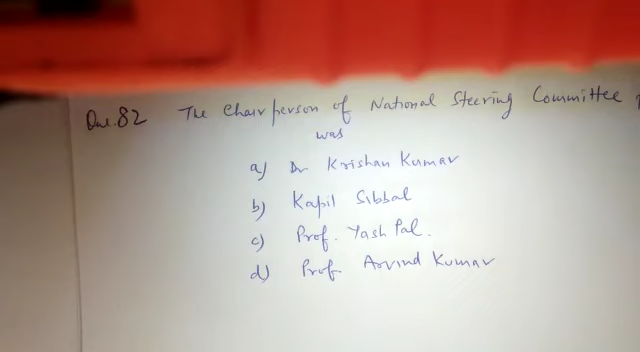 Que.82 The Chairperson of National Steering Committee
was
a) Dr Krishan Kumar
b) Kapil Sibbal
c) Prof. Yash Pal.
d) Prof. Arvind Kumar